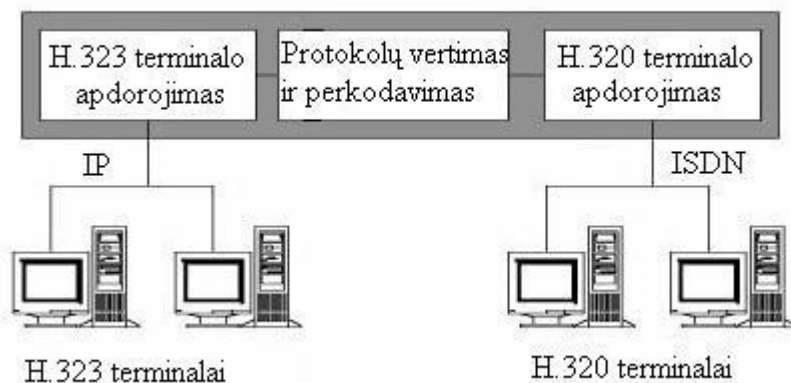 H.323 terminalo
apdorojimas
Protokolų vertimas
ir perkodavimas
H.320 terminalo
apdorojimas
IP
ISDN
H.323 terminalai
H.320 terminalai